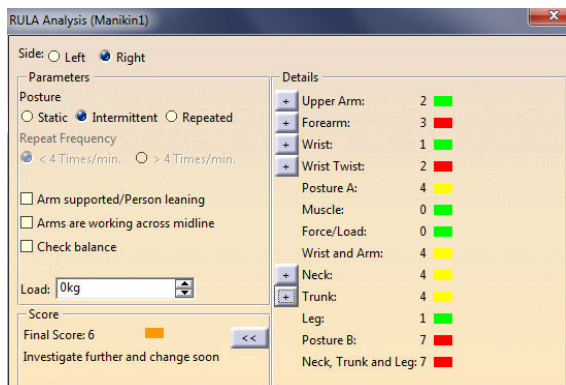 RULA Analysis (Manikin1)
Side: Left Right
Parameters
Posture
Static Intermittent Repeated
Repeat Frequency
< 4 Times/min. > 4 Times/min.
Arm supported/Person leaning
Arms are working across midline
Check balance
Load: 0kg
Score
Final Score: 6
<<
Investigate further and change soon
Details
+ Upper Arm: 2
+ Forearm: 3
+ Wrist: 1
+ Wrist Twist: 2
Posture A: 4
Muscle: 0
Force/Load: 0
Wrist and Arm: 4
+ Neck: 4
+ Trunk: 4
Leg: 1
Posture B: 7
Neck, Trunk and Leg: 7